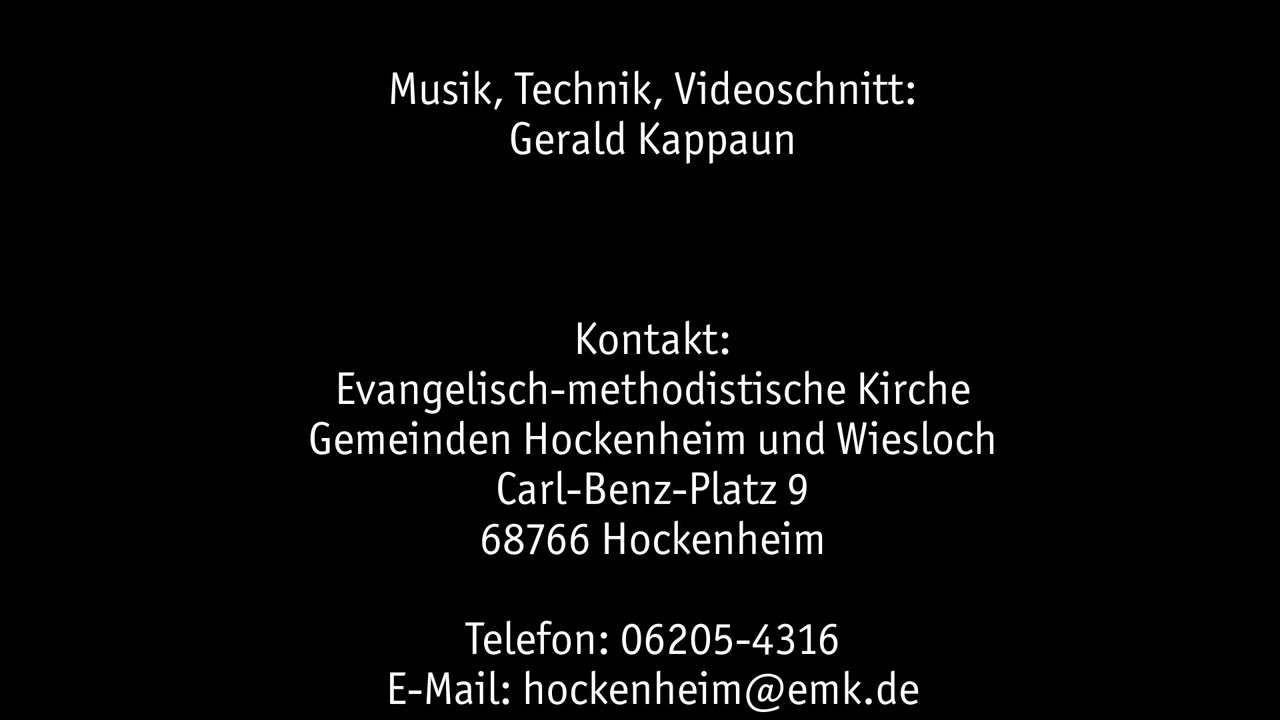 Musik, Technik, Videoschnitt:
Gerald Kappaun
Kontakt:
Evangelisch-methodistische Kirche
Gemeinden Hockenheim und Wiesloch
Carl-Benz-Platz 9
68766 Hockenheim
Telefon: 06205-4316
E-Mail: hockenheim@emk.de